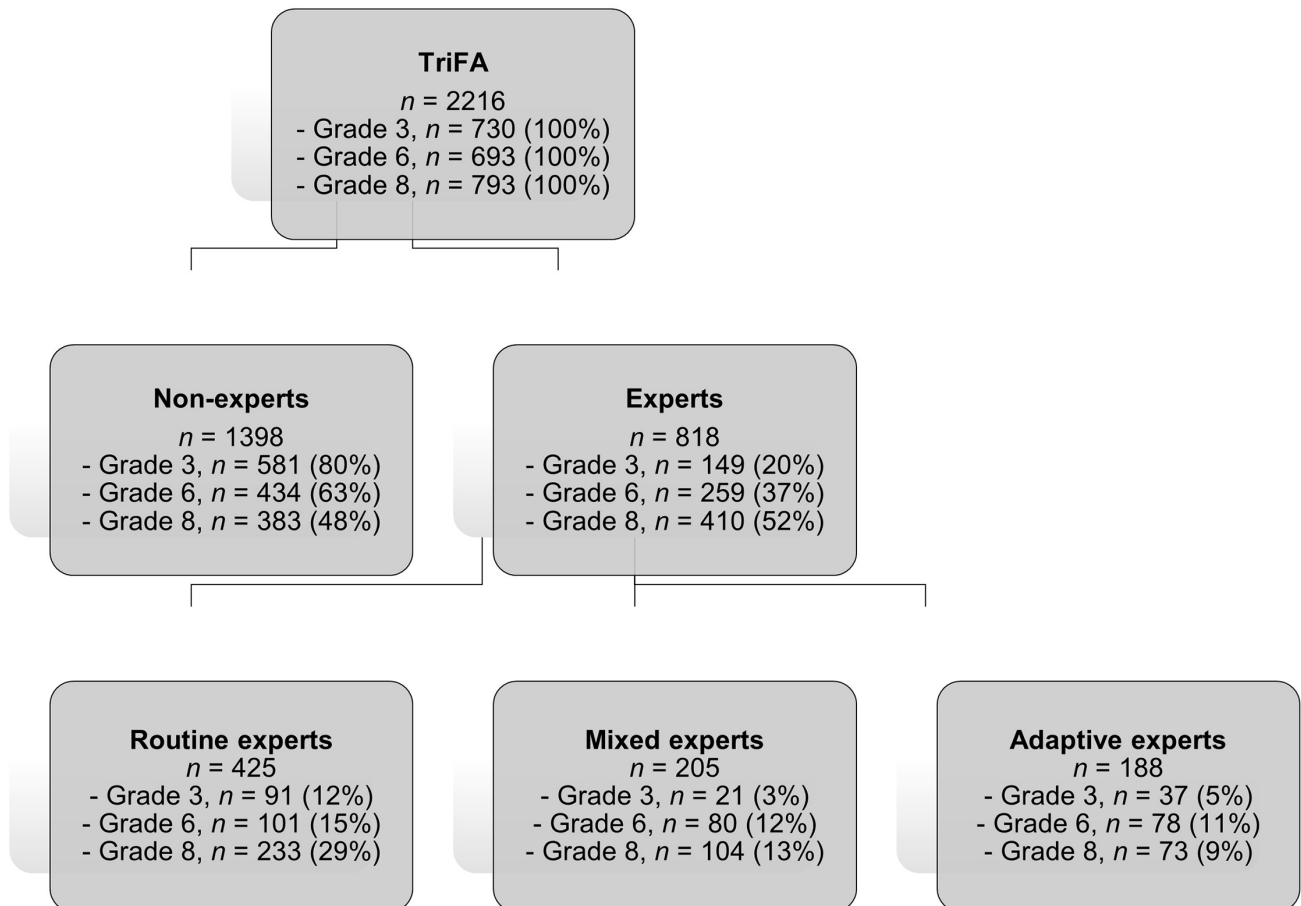 TriFA
n = 2216
- Grade 3, n = 730 (100%)
- Grade 6, n = 693 (100%)
- Grade 8, n = 793 (100%)
Non-experts
n = 1398
- Grade 3, n = 581 (80%)
- Grade 6, n = 434 (63%)
- Grade 8, n = 383 (48%)
Experts
n = 818
- Grade 3, n = 149 (20%)
- Grade 6, n = 259 (37%)
- Grade 8, n = 410 (52%)
Routine experts
n = 425
- Grade 3, n = 91 (12%)
- Grade 6, n = 101 (15%)
- Grade 8, n = 233 (29%)
Mixed experts
n = 205
- Grade 3, n = 21 (3%)
- Grade 6, n = 80 (12%)
- Grade 8, n = 104 (13%)
Adaptive experts
n = 188
- Grade 3, n = 37 (5%)
- Grade 6, n = 78 (11%)
- Grade 8, n = 73 (9%)